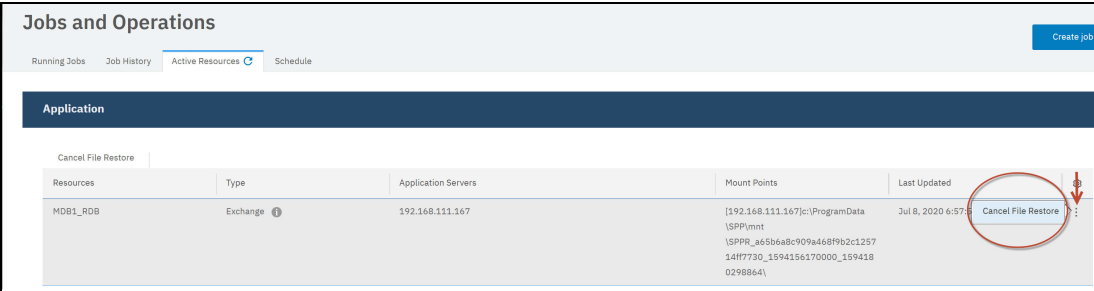 Jobs and Operations
Create job
Running Jobs Job History Active Resources Schedule
Application
Cancel File Restore
Resources Type Application Servers Mount Points Last Updated
MDB1_RDB Exchange 192.168.111.167 [192.168.111.167]c:\ProgramData Jul 8, 2020 6:57:5 Cancel File Restore
\SPP\mnt
\SPPR_a65b6a8c909a468f9b2c1257
14ff7730_1594156170000_159418
0298864\